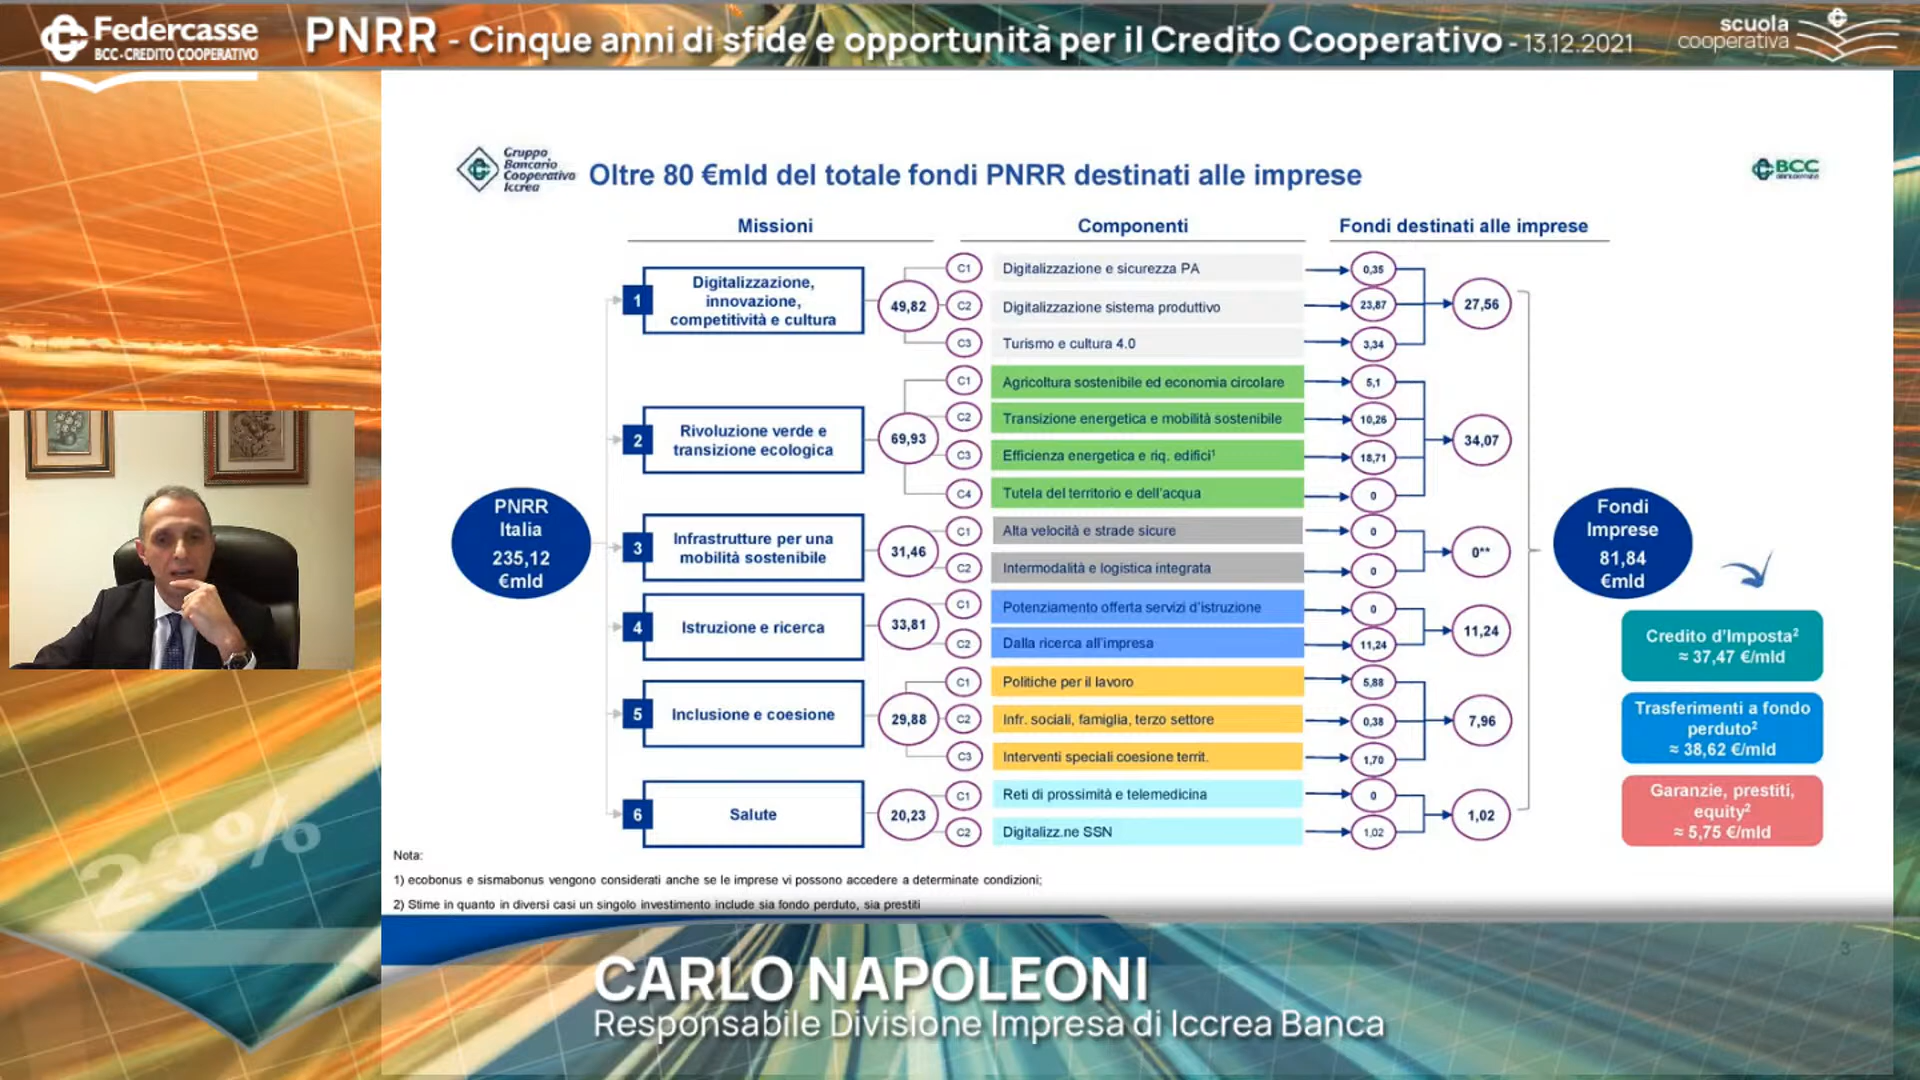 Federcasse
BCC-CREDITO COOPERATIVO
PNRR - Cinque anni di sfide e opportunità per il Credito Cooperativo - 13.12.2021
scuola
cooperativa
Gruppo
Bancario
Cooperativo
Iccrea
Oltre 80 €mld del totale fondi PNRR destinati alle imprese
BCC
Missioni
Componenti
Fondi destinati alle imprese
PNRR
Italia
235,12
€mld
1
Digitalizzazione,
innovazione,
competitività e cultura
49,82
C1
Digitalizzazione e sicurezza PA
0,35
C2
Digitalizzazione sistema produttivo
23,87
C3
Turismo e cultura 4.0
3,34
27,56
2
Rivoluzione verde e
transizione ecologica
69,93
C1
Agricoltura sostenibile ed economia circolare
5,1
C2
Transizione energetica e mobilità sostenibile
10,26
C3
Efficienza energetica e riq. edifici¹
18,71
C4
Tutela del territorio e dell'acqua
0
34,07
3
Infrastrutture per una
mobilità sostenibile
31,46
C1
Alta velocità e strade sicure
0
C2
Intermodalità e logistica integrata
0
0**
4
Istruzione e ricerca
33,81
C1
Potenziamento offerta servizi d'istruzione
0
C2
Dalla ricerca all'impresa
11,24
11,24
5
Inclusione e coesione
29,88
C1
Politiche per il lavoro
5,88
C2
Infr. sociali, famiglia, terzo settore
0,38
C3
Interventi speciali coesione territ.
1,70
7,96
6
Salute
20,23
C1
Reti di prossimità e telemedicina
0
C2
Digitalizz.ne SSN
1,02
1,02
Fondi
Imprese
81,84
€mld
Credito d'Imposta²
≈ 37,47 €/mld
Trasferimenti a fondo
perduto²
≈ 38,62 €/mld
Garanzie, prestiti,
equity²
≈ 5,75 €/mld
Nota:
1) ecobonus e sismabonus vengono considerati anche se le imprese vi possono accedere a determinate condizioni;
2) Stime in quanto in diversi casi un singolo investimento include sia fondo perduto, sia prestiti
3
23%
CARLO NAPOLEONI
Responsabile Divisione Impresa di Iccrea Banca